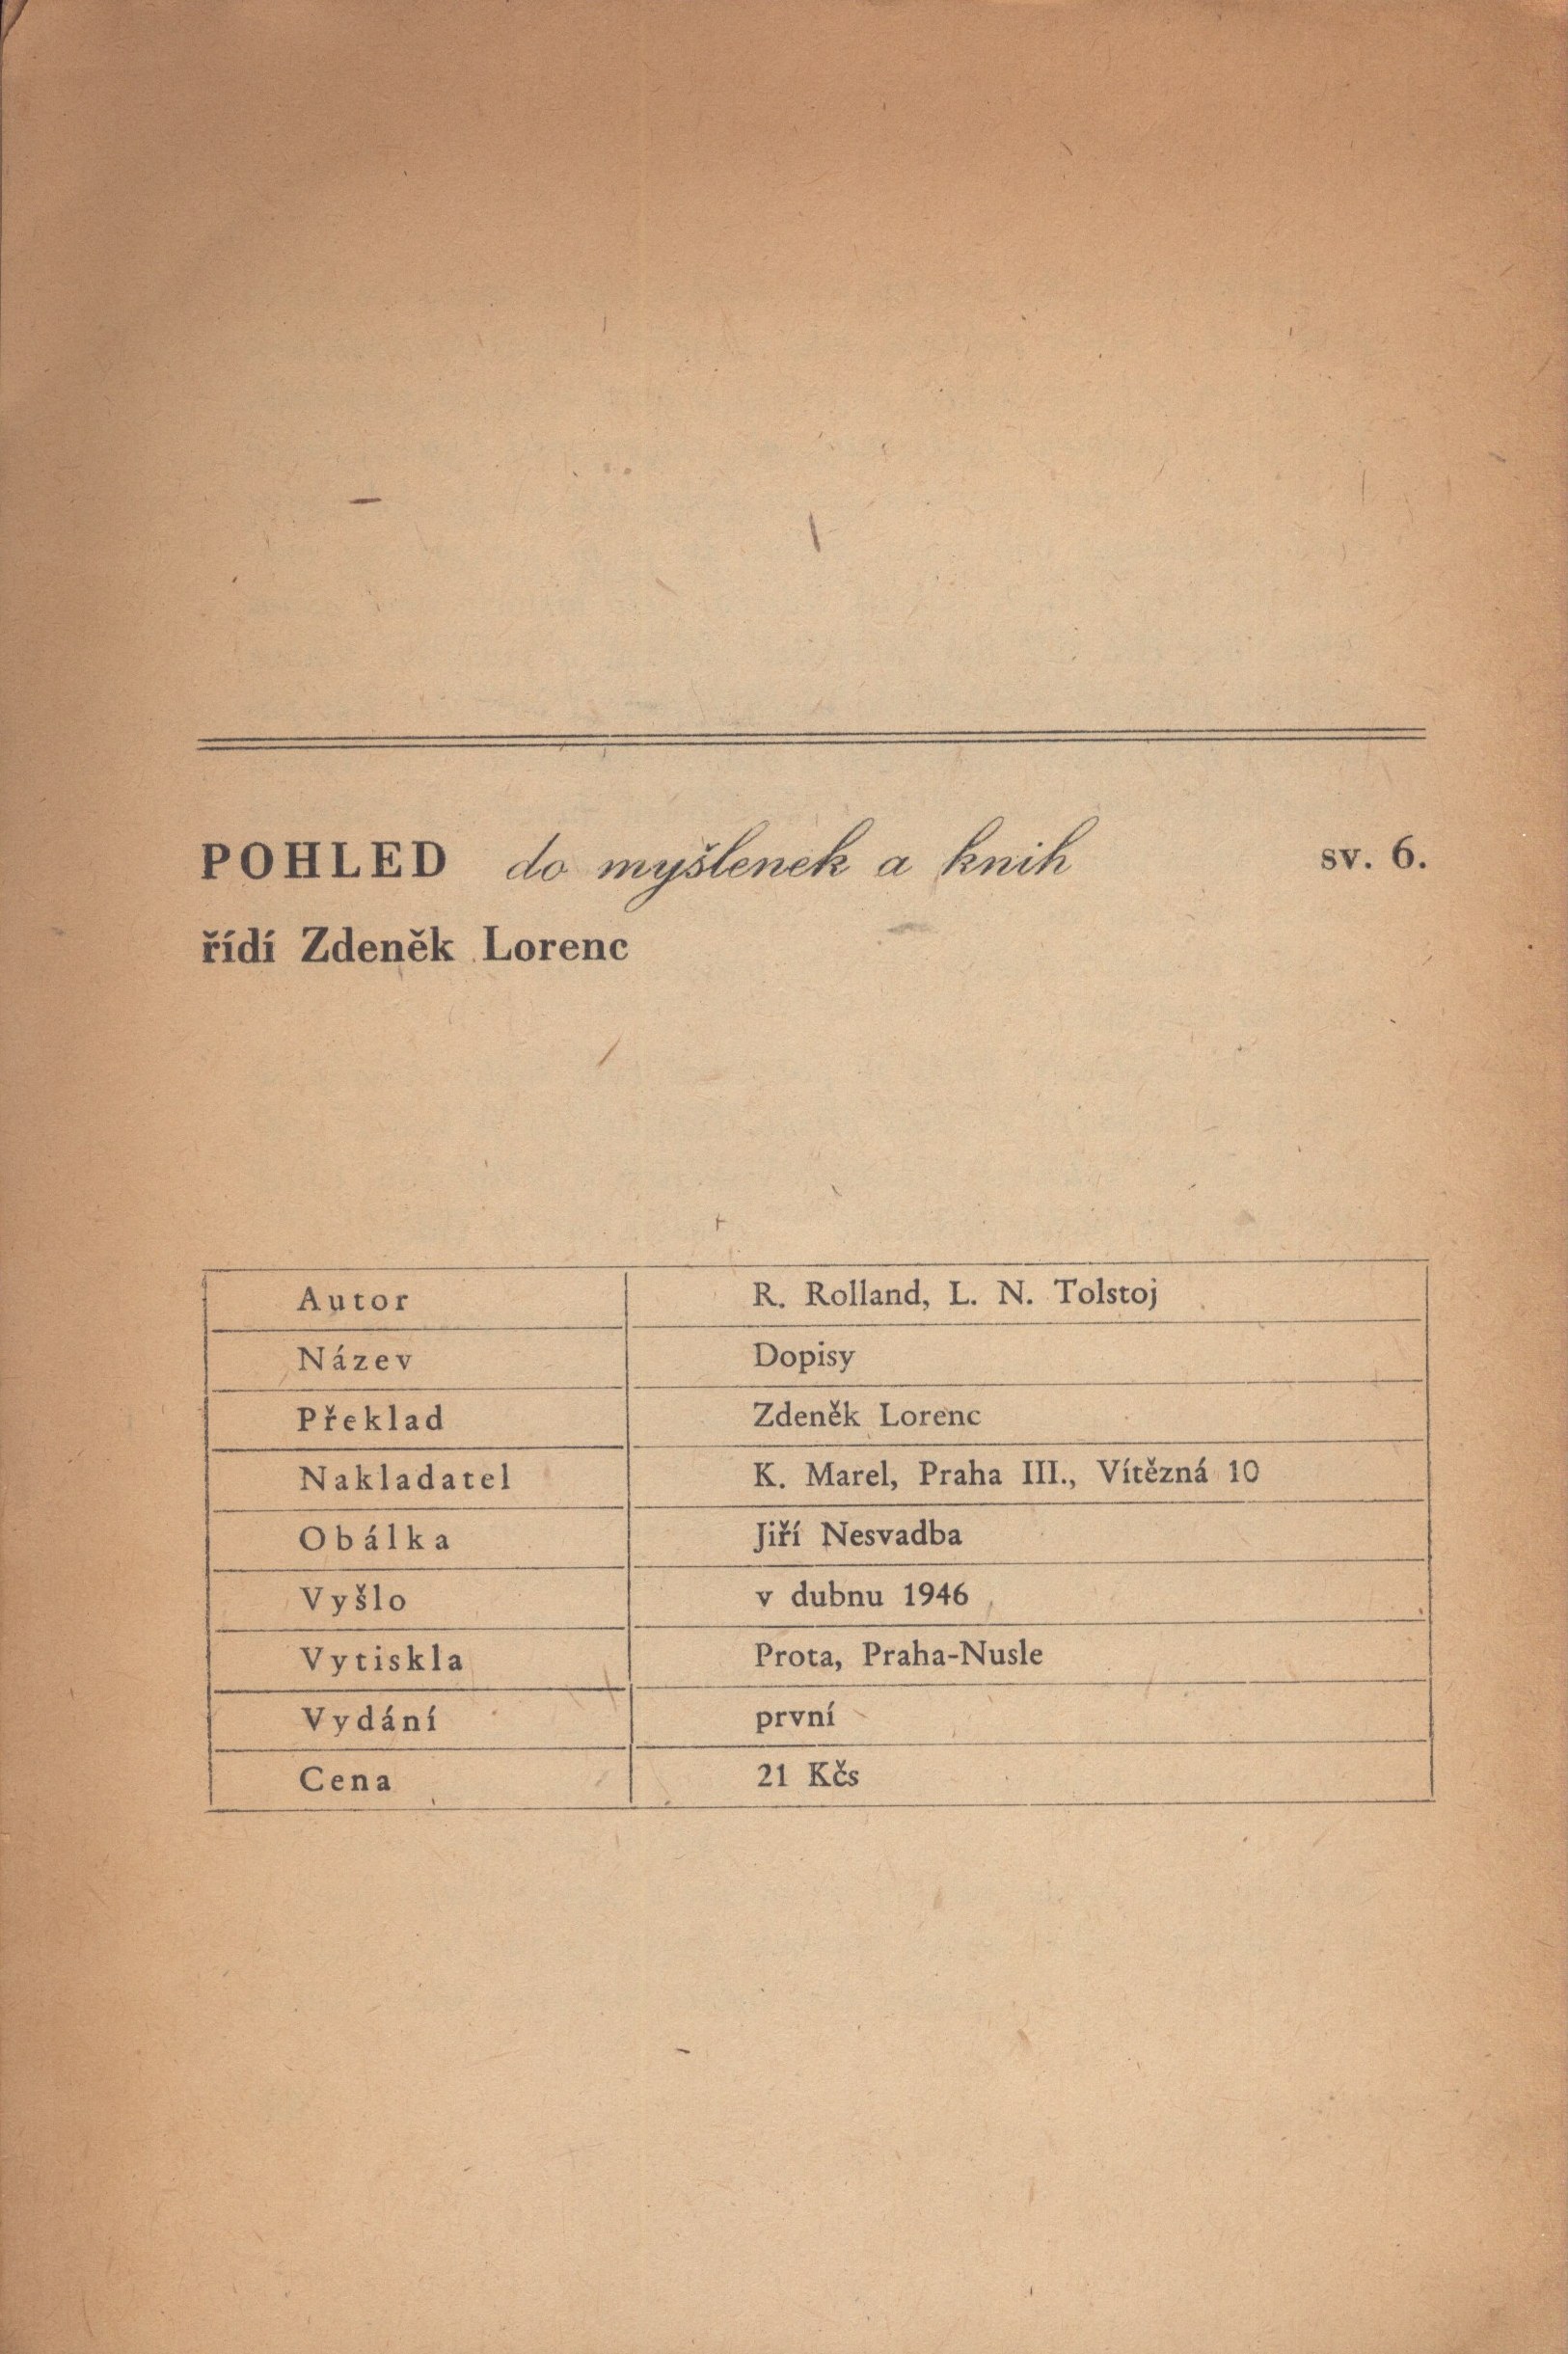 POHLED do myšlenek a knih sv. 6.
řídí Zdeněk Lorenc
Autor R. Rolland, L. N. Tolstoj
Název Dopisy
Překlad Zdeněk Lorenc
Nakladatel K. Marel, Praha III., Vítězná 10
Obálka Jiří Nesvadba
Vyšlo v dubnu 1946
Vytiskla Prota, Praha-Nusle
Vydání první
Cena 21 Kčs